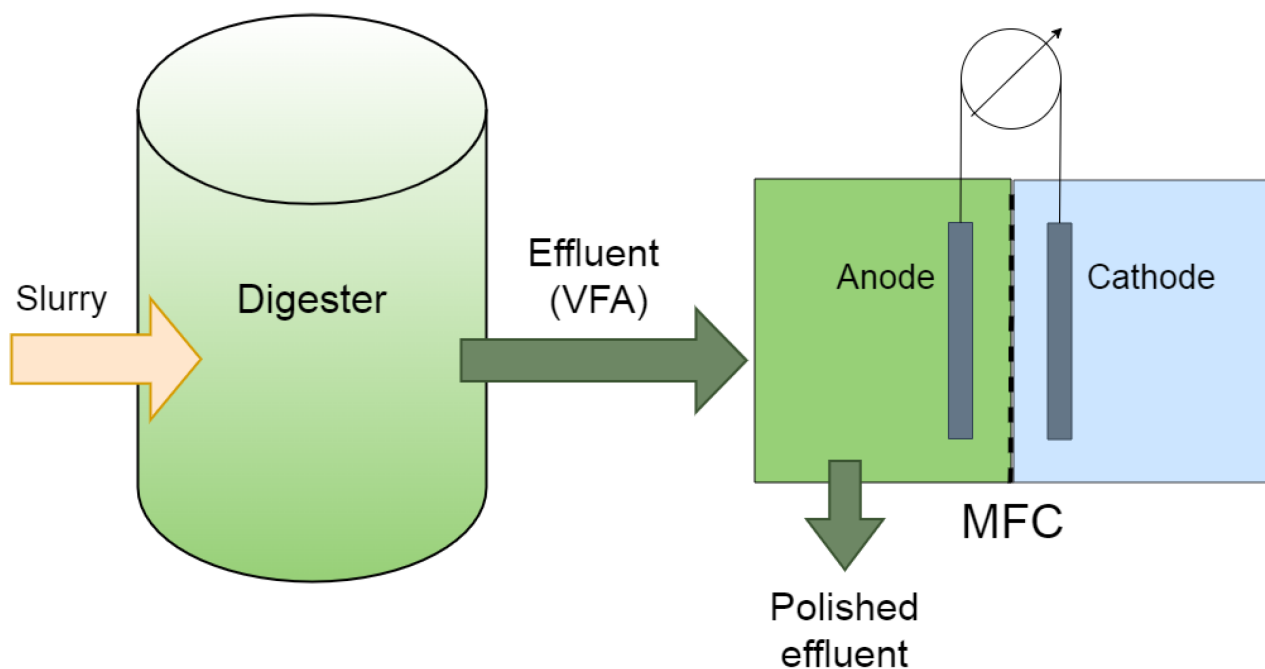 Slurry
Digester
Effluent
(VFA)
Anode
Cathode
MFC
Polished
effluent